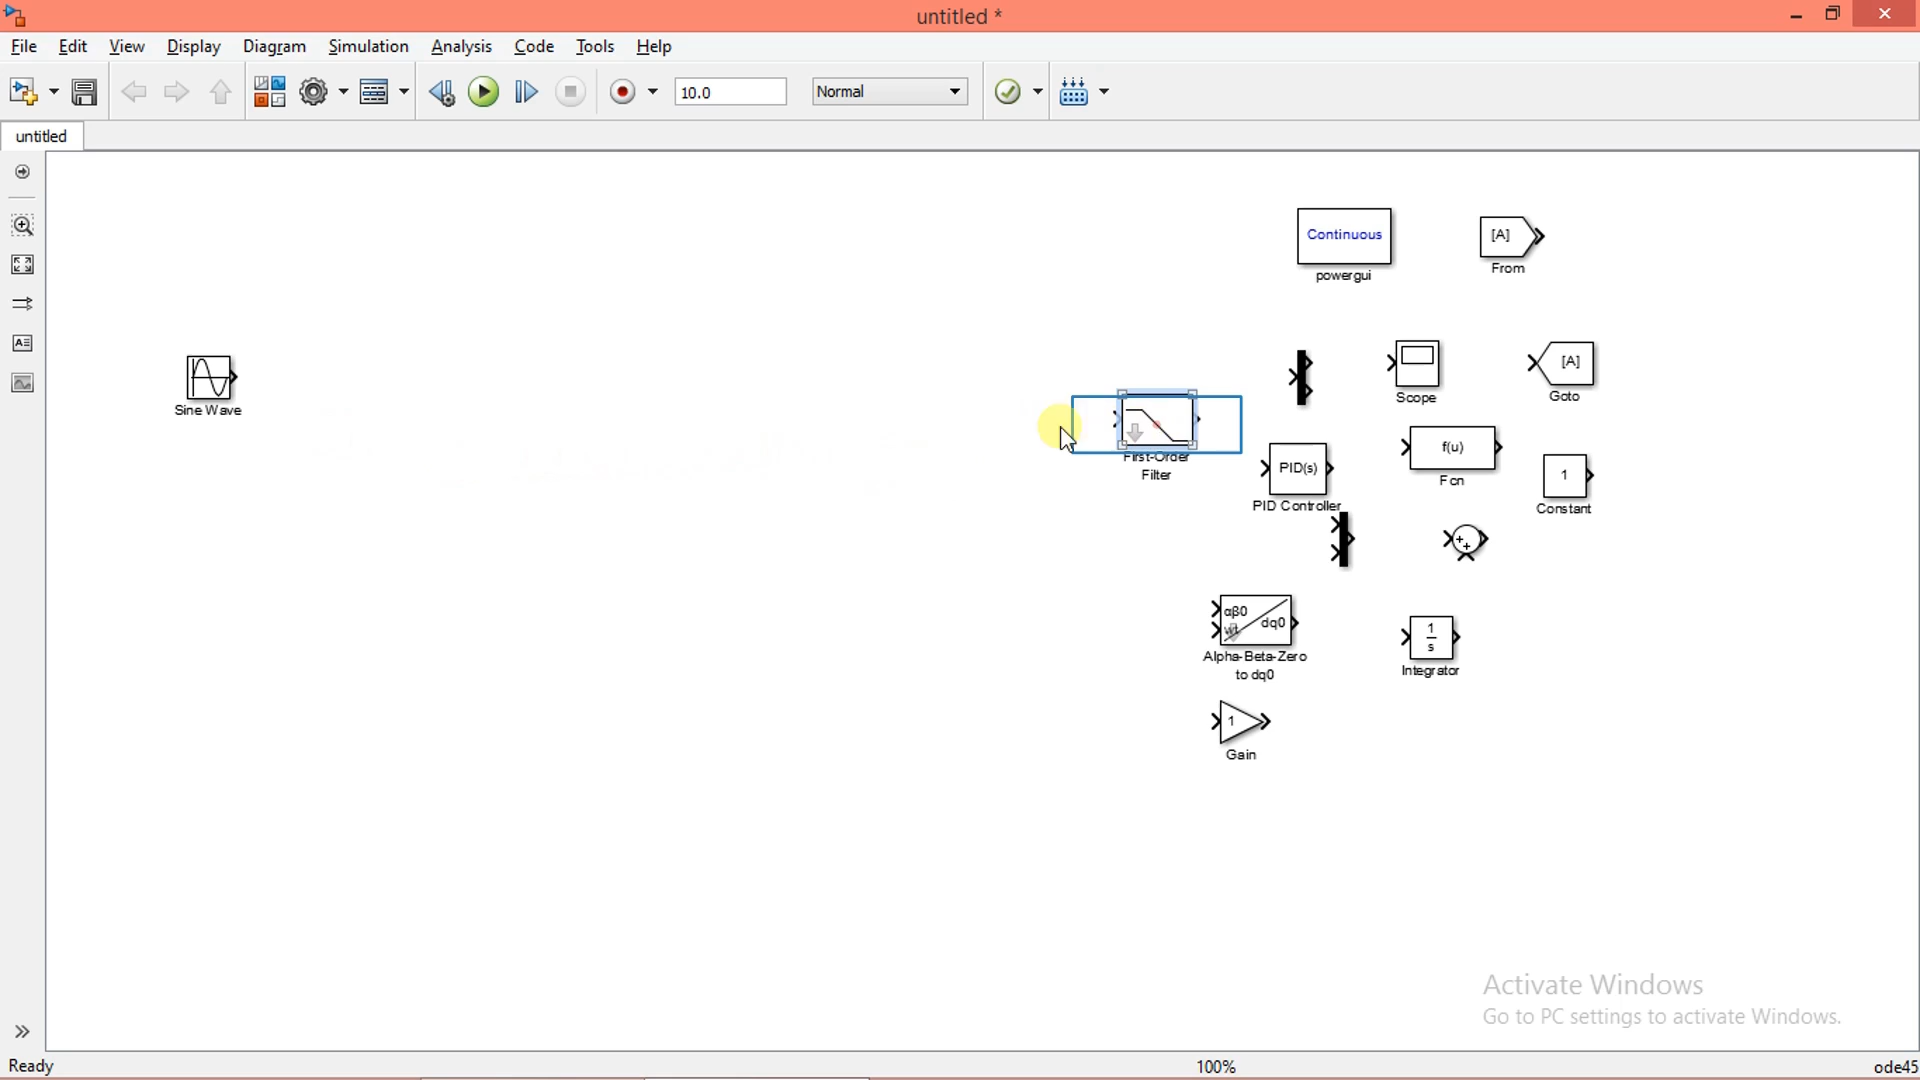 untitled *
File Edit View Display Diagram Simulation Analysis Code Tools Help
10.0 Normal
untitled
Continuous
powergui
[A]
From
Sine Wave
First-Order
Filter
Scope
[A]
Goto
PID(s)
PID Controller
f(u)
Fcn
1
Constant
αβ0
wt
dq0
Alpha-Beta-Zero
to dq0
1
s
Integrator
1
Gain
Activate Windows
Go to PC settings to activate Windows.
Ready 100% ode45